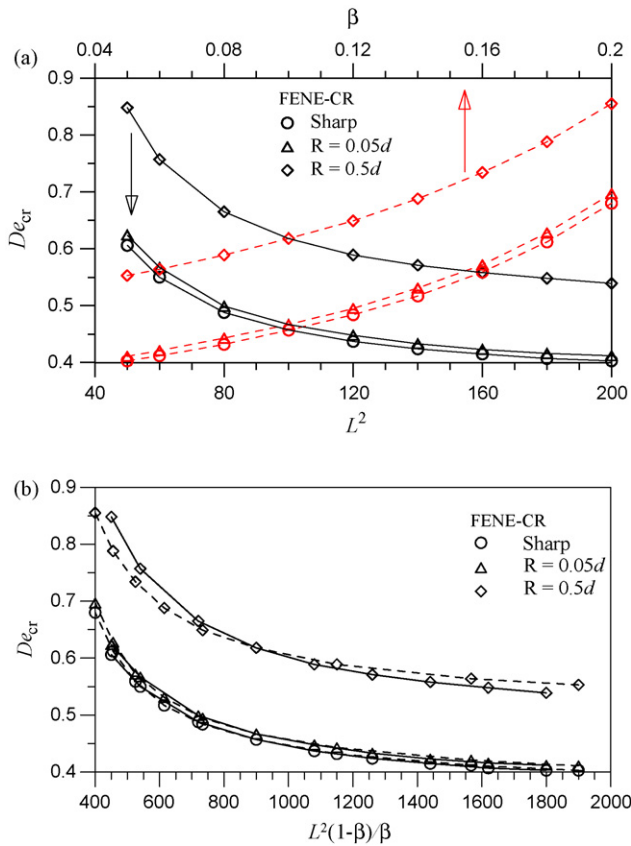 β
0.04 0.08 0.12 0.16 0.2
(a)
0.9
0.8
0.7
0.6
0.5
0.4
De_cr
FENE-CR
Sharp
R = 0.05d
R = 0.5d
40 80 120 160 200
L²
(b)
0.9
0.8
0.7
0.6
0.5
0.4
De_cr
FENE-CR
Sharp
R = 0.05d
R = 0.5d
400 600 800 1000 1200 1400 1600 1800 2000
L²(1-β)/β